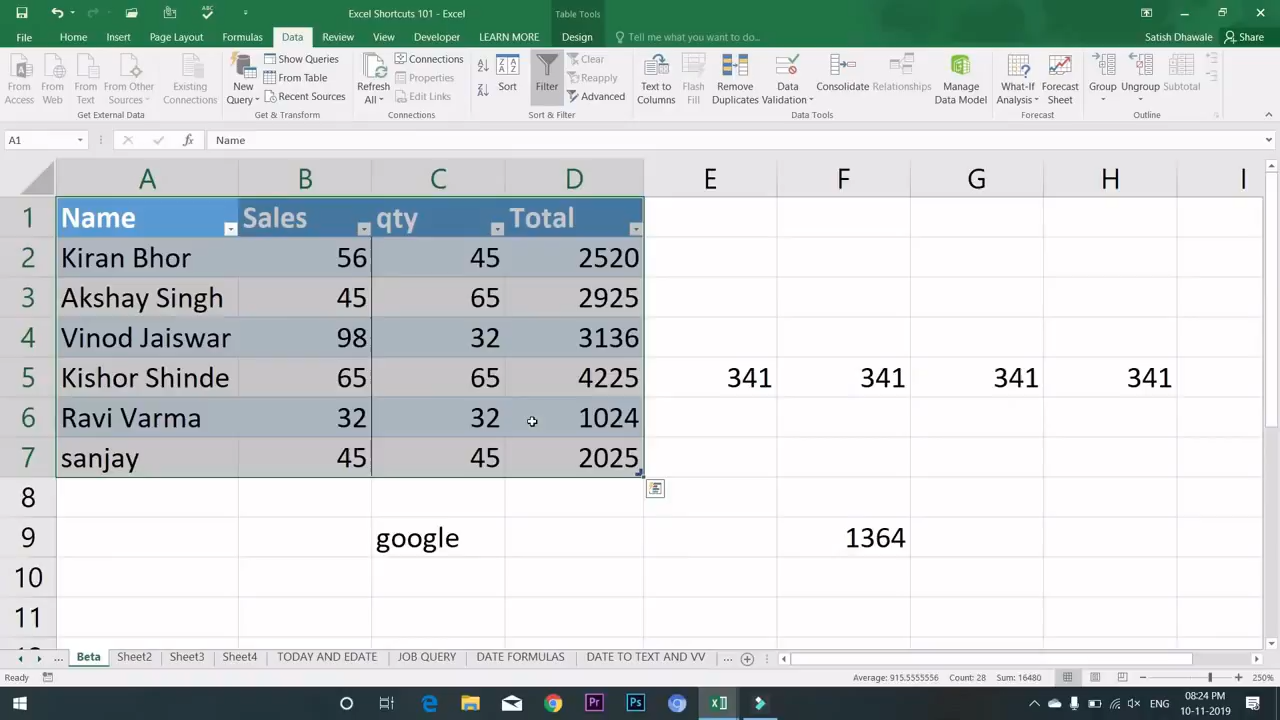 Excel Shortcuts 101 - Excel
Table Tools
File Home Insert Page Layout Formulas Data Review View Developer LEARN MORE Design Tell me what you want to do... Satish Dhawale Share
From Access
From Web
From Text
From Other Sources
Existing Connections
Get External Data
New Query
Show Queries
From Table
Recent Sources
Get & Transform
Refresh All
Connections
Properties
Edit Links
Connections
Sort
Filter
Clear
Reapply
Advanced
Sort & Filter
Text to Columns
Flash Fill
Remove Duplicates
Data Validation
Consolidate
Relationships
Manage Data Model
Data Tools
What-If Analysis
Forecast Sheet
Forecast
Group
Ungroup
Subtotal
Outline
A1 fx Name
A B C D E F G H I
1 Name Sales qty Total
2 Kiran Bhor 56 45 2520
3 Akshay Singh 45 65 2925
4 Vinod Jaiswar 98 32 3136
5 Kishor Shinde 65 65 4225 341 341 341 341
6 Ravi Varma 32 32 1024
7 sanjay 45 45 2025
8
9 google 1364
10
11
... Beta Sheet2 Sheet3 Sheet4 TODAY AND EDATE JOB QUERY DATE FORMULAS DATE TO TEXT AND VV ...
Ready Average: 915.5555556 Count: 28 Sum: 16480 250%
Pr Ps ENG 08:24 PM
10-11-2019